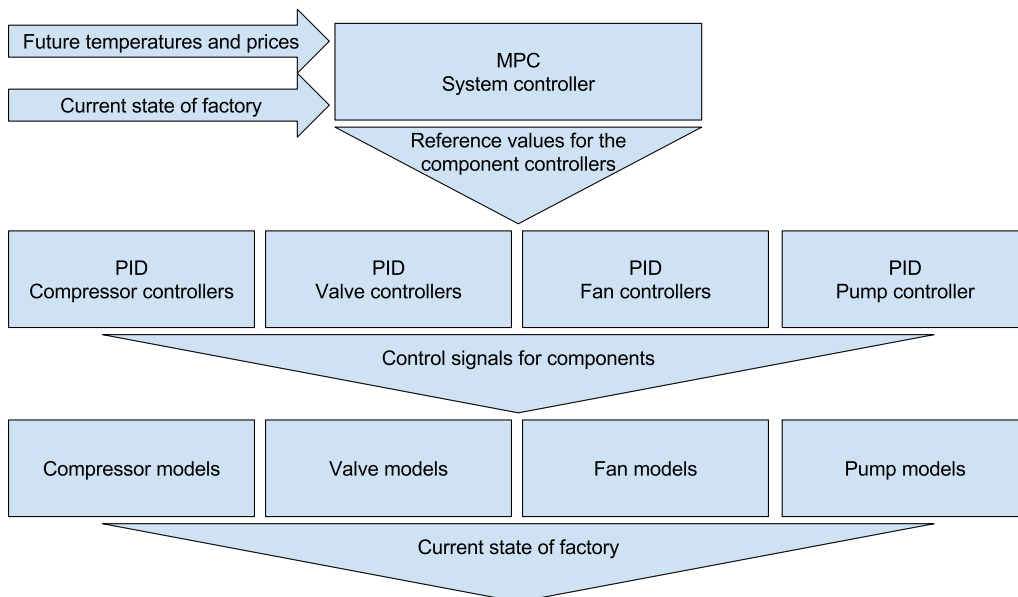 Future temperatures and prices
MPC
System controller
Current state of factory
Reference values for the
component controllers
PID
Compressor controllers
PID
Valve controllers
PID
Fan controllers
PID
Pump controller
Control signals for components
Compressor models
Valve models
Fan models
Pump models
Current state of factory